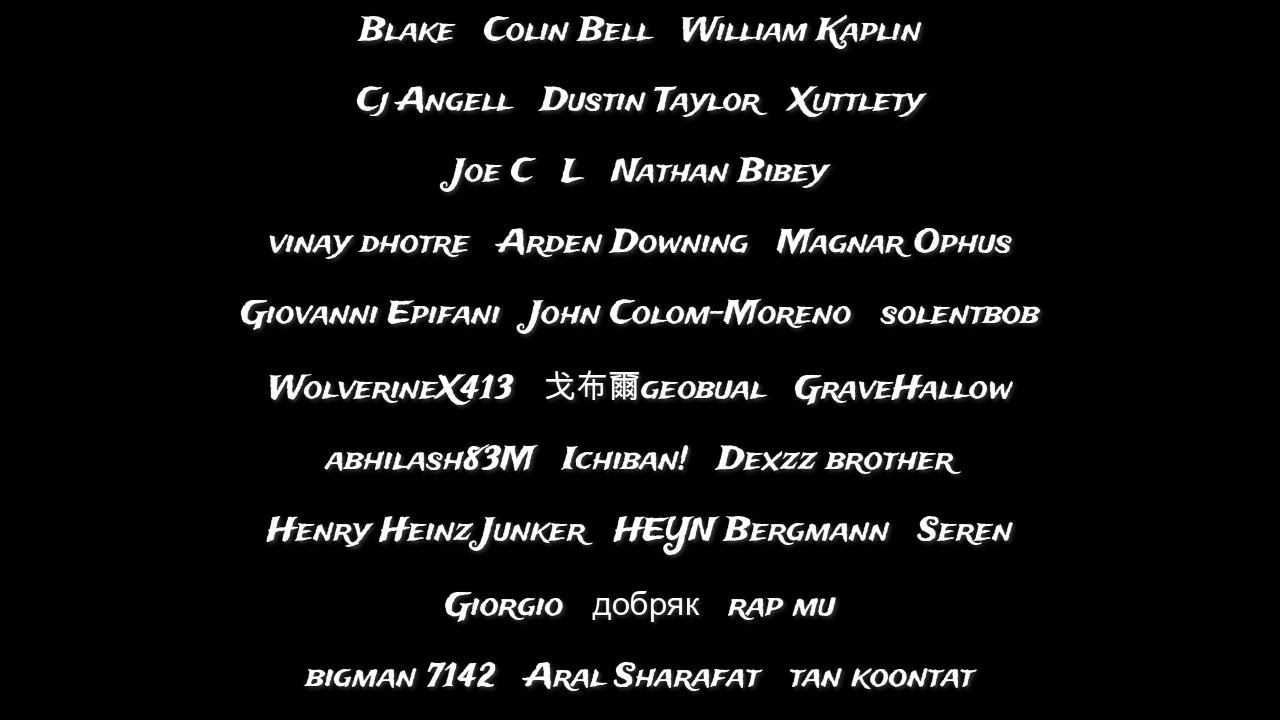 Blake Colin Bell William Kaplin
Cj Angell Dustin Taylor Xuttlety
Joe C L Nathan Bibey
vinay dhotre Arden Downing Magnar Ophus
Giovanni Epifani John Colom-Moreno solentbob
WolverineX413 戈布爾geobual GraveHallow
abhilash83M Ichiban! Dexzz brother
Henry Heinz Junker HEYN Bergmann Seren
Giorgio добряк rap mu
bigman 7142 Aral Sharafat tan koontat